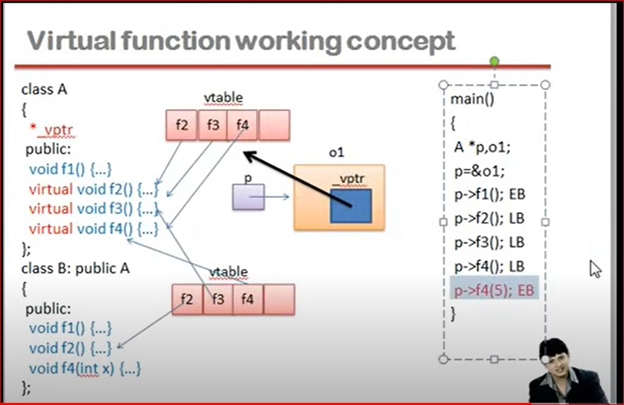 Virtual function working concept
class A
{
* _vptr
public:
void f1() {...}
virtual void f2() {...}
virtual void f3() {...}
virtual void f4() {...}
};
class B: public A
{
public:
void f1() {...}
void f2() {...}
void f4(int x) {...}
};
vtable
f2 f3 f4
p
o1
_vptr
vtable
f2 f3 f4
main()
{
A *p,o1;
p=&o1;
p->f1(); EB
p->f2(); LB
p->f3(); LB
p->f4(); LB
p->f4(5); EB
}